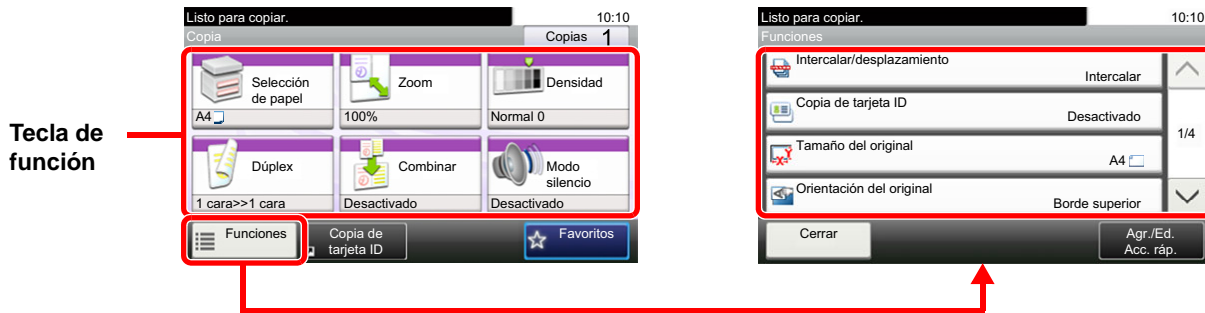 Listo para copiar.
10:10
Copia
Copias 1
Selección
de papel
A4
Zoom
100%
Densidad
Normal 0
Tecla de
función
Dúplex
1 cara>>1 cara
Combinar
Desactivado
Modo
silencio
Desactivado
Funciones
Copia de
tarjeta ID
Favoritos
Listo para copiar.
10:10
Funciones
Intercalar/desplazamiento
Intercalar
Copia de tarjeta ID
Desactivado
1/4
Tamaño del original
A4
Orientación del original
Borde superior
Cerrar
Agr./Ed.
Acc. ráp.